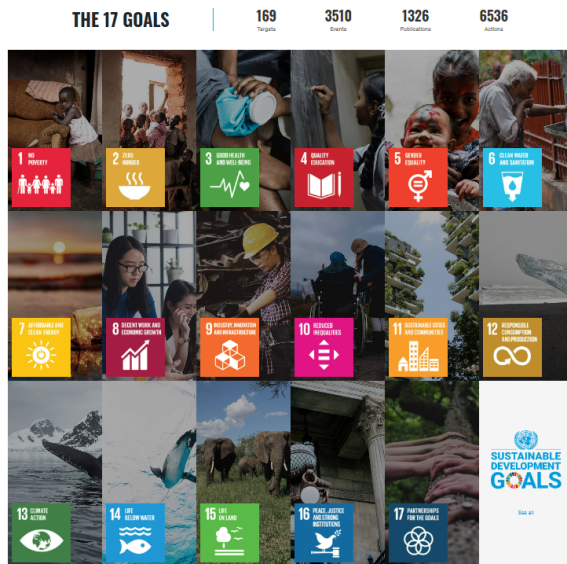 THE 17 GOALS
169
Targets
3510
Events
1326
Publications
6536
Actions
1 NO
POVERTY
2 ZERO
HUNGER
3 GOOD HEALTH
AND WELL-BEING
4 QUALITY
EDUCATION
5 GENDER
EQUALITY
6 CLEAN WATER
AND SANITATION
7 AFFORDABLE AND
CLEAN ENERGY
8 DECENT WORK AND
ECONOMIC GROWTH
9 INDUSTRY, INNOVATION
AND INFRASTRUCTURE
10 REDUCED
INEQUALITIES
11 SUSTAINABLE CITIES
AND COMMUNITIES
12 RESPONSIBLE
CONSUMPTION
AND PRODUCTION
13 CLIMATE
ACTION
14 LIFE
BELOW WATER
15 LIFE
ON LAND
16 PEACE, JUSTICE
AND STRONG
INSTITUTIONS
17 PARTNERSHIPS
FOR THE GOALS
SUSTAINABLE
DEVELOPMENT
GOALS
See all